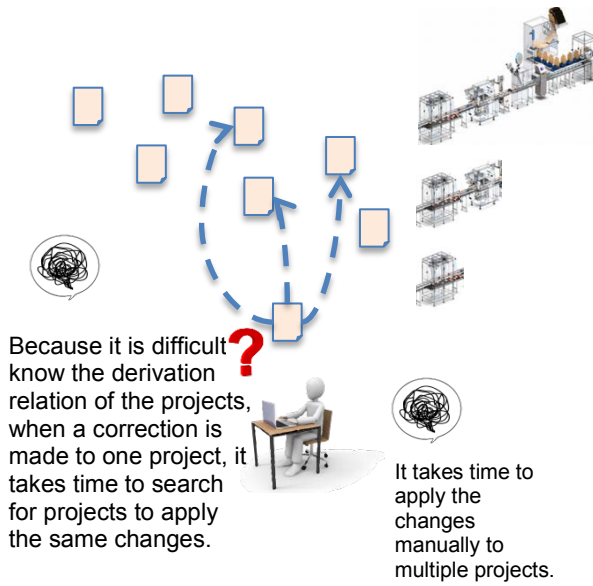 Because it is difficult
know the derivation
relation of the projects,
when a correction is
made to one project, it
takes time to search
for projects to apply
the same changes.
?
It takes time to
apply the
changes
manually to
multiple projects.